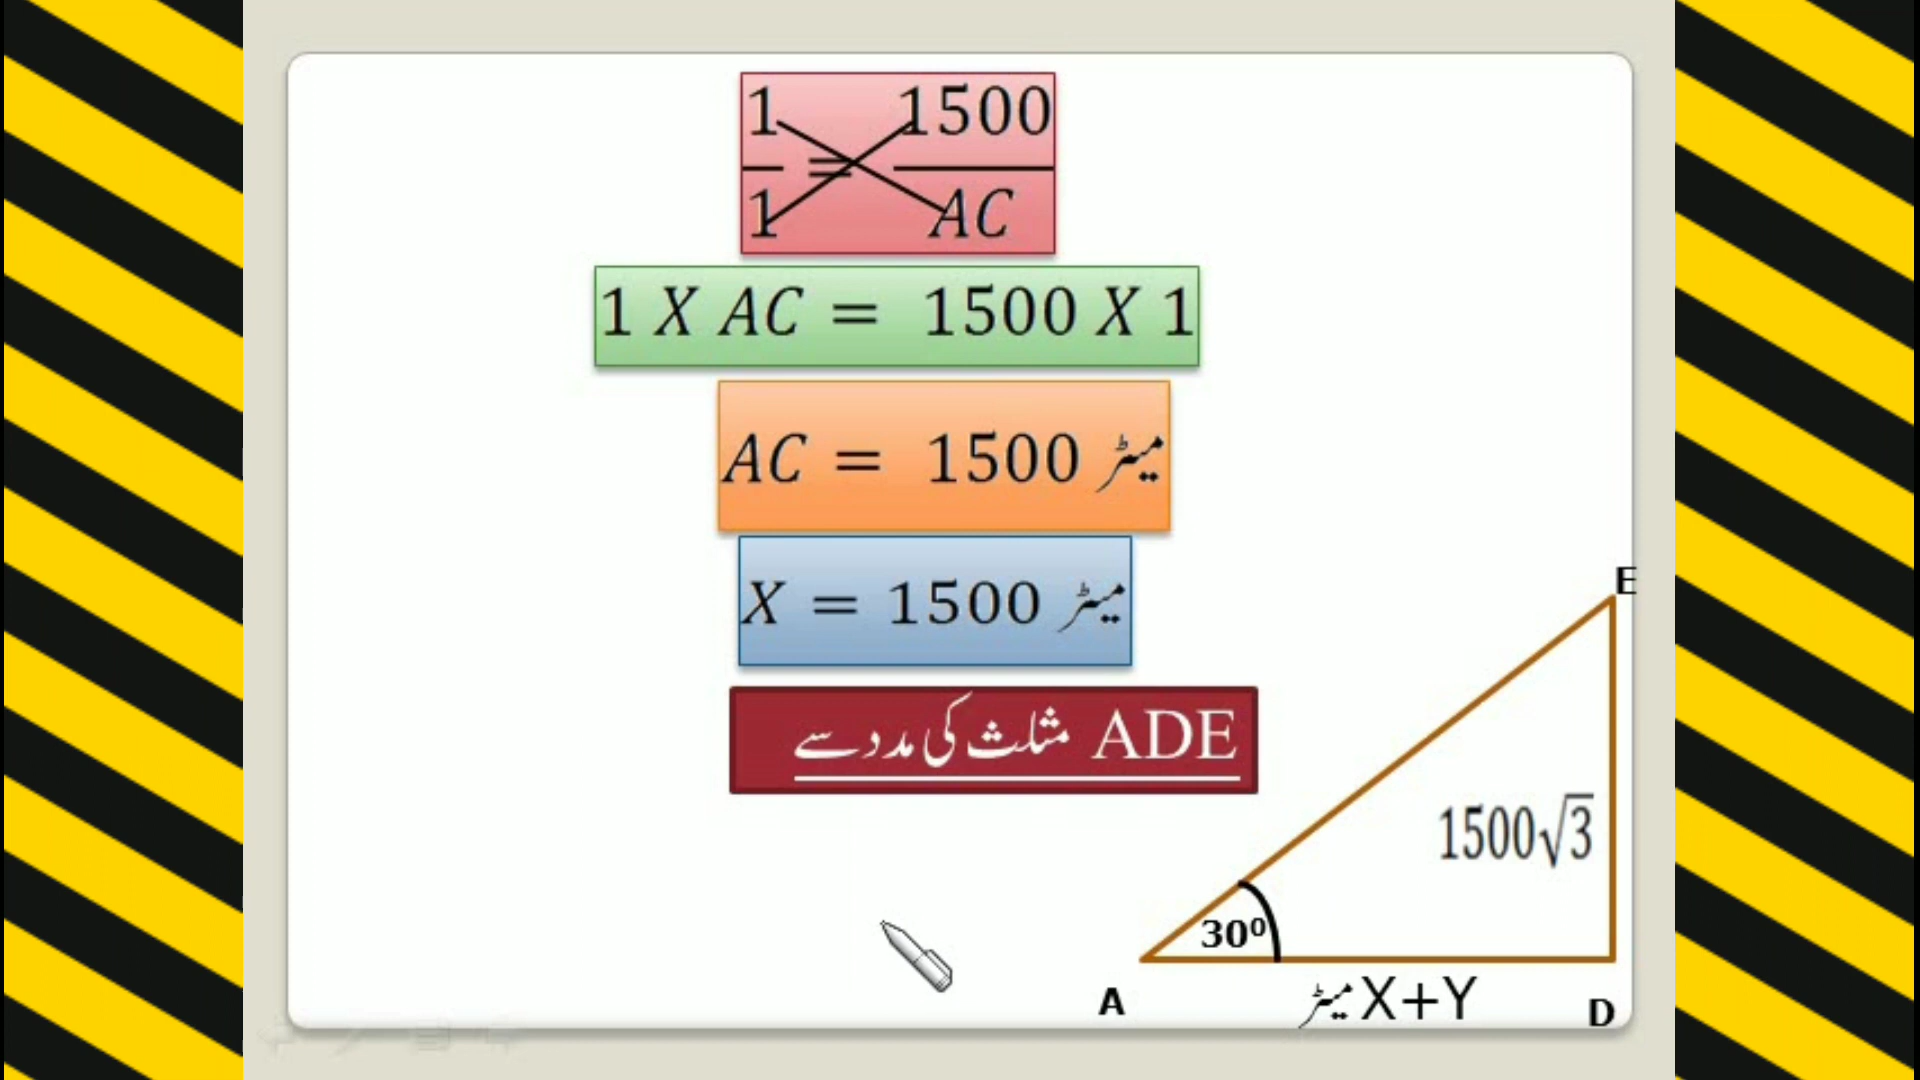 1/1 = 1500/AC
1 X AC = 1500 X 1
AC = 1500 میٹر
X = 1500 میٹر
ADE مثلث کی مدد سے
E
1500√3
30⁰
A
X+Y میٹر
D